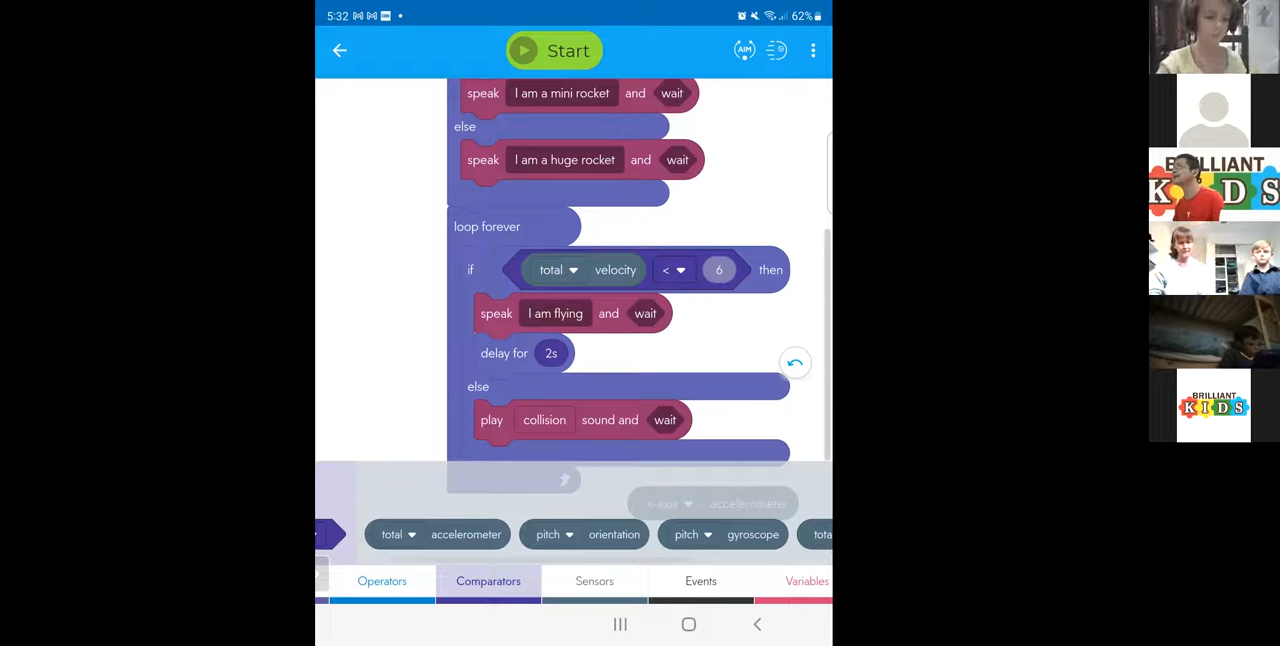 5:32 62%
Start AIM
speak I am a mini rocket and wait
else
speak I am a huge rocket and wait
loop forever
if total velocity < 6 then
speak I am flying and wait
delay for 2s
else
play collision sound and wait
x-axis accelerometer
total accelerometer pitch orientation pitch gyroscope tota
Operators Comparators Sensors Events Variables
BRILLIANT
KIDS
BRILLIANT
KIDS